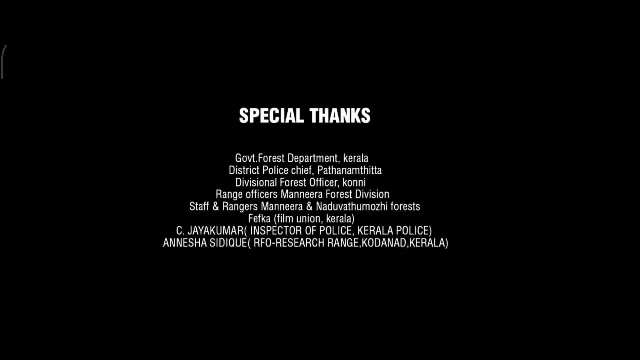 SPECIAL THANKS
Govt.Forest Department, kerala
District Police chief, Pathanamthitta
Divisional Forest Officer, konni
Range officers Manneera Forest Division
Staff & Rangers Manneera & Naduvathumozhi forests
Fefka (film union, kerala)
C. JAYAKUMAR( INSPECTOR OF POLICE, KERALA POLICE)
ANNESHA SIDIQUE( RFO-RESEARCH RANGE,KODANAD,KERALA)